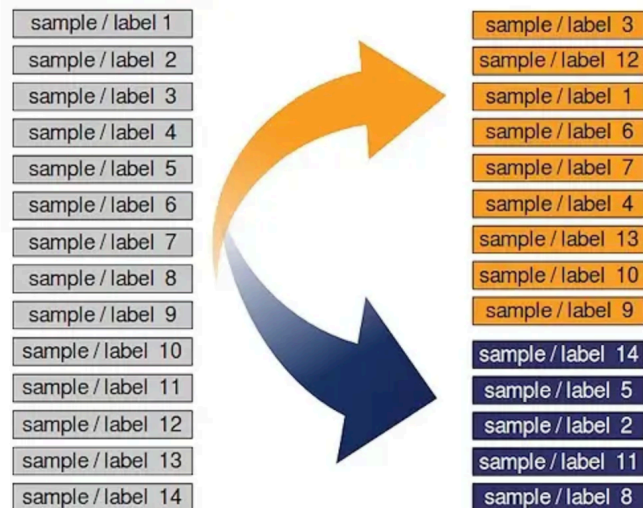 sample / label 1
sample / label 2
sample / label 3
sample / label 4
sample / label 5
sample / label 6
sample / label 7
sample / label 8
sample / label 9
sample / label 10
sample / label 11
sample / label 12
sample / label 13
sample / label 14
sample / label 3
sample / label 12
sample / label 1
sample / label 6
sample / label 7
sample / label 4
sample / label 13
sample / label 10
sample / label 9
sample / label 14
sample / label 5
sample / label 2
sample / label 11
sample / label 8